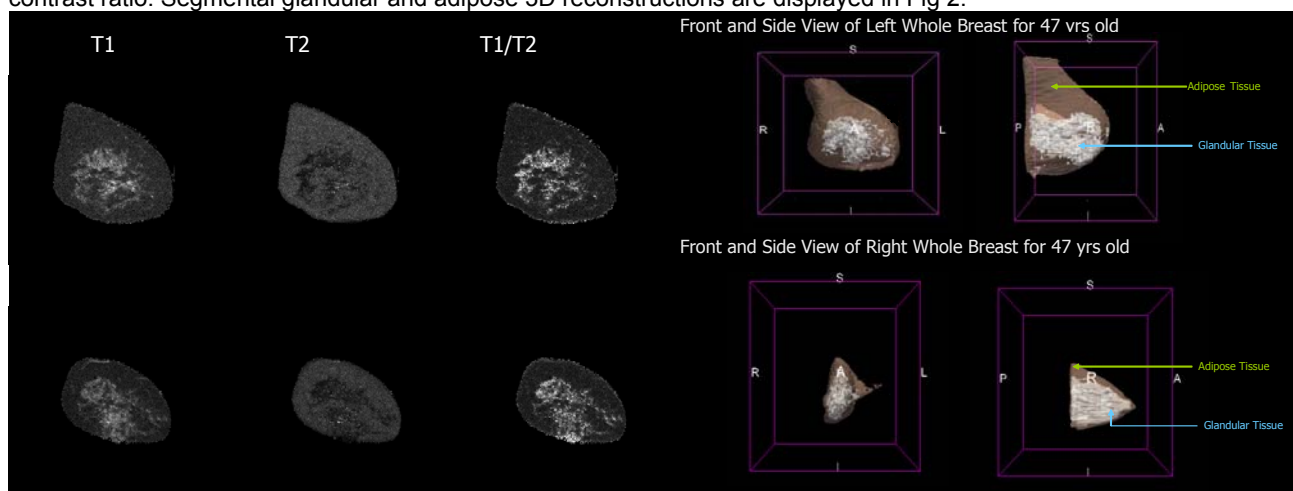 contrast ratio. Segmental glandular and adipose 3D reconstructions are displayed in Fig 2.
T1 T2 T1/T2
Front and Side View of Left Whole Breast for 47 yrs old
S S
Adipose Tissue
R L P R A
Glandular Tissue
I I
Front and Side View of Right Whole Breast for 47 yrs old
S S
Adipose Tissue
R A L P R A
Glandular Tissue
I I